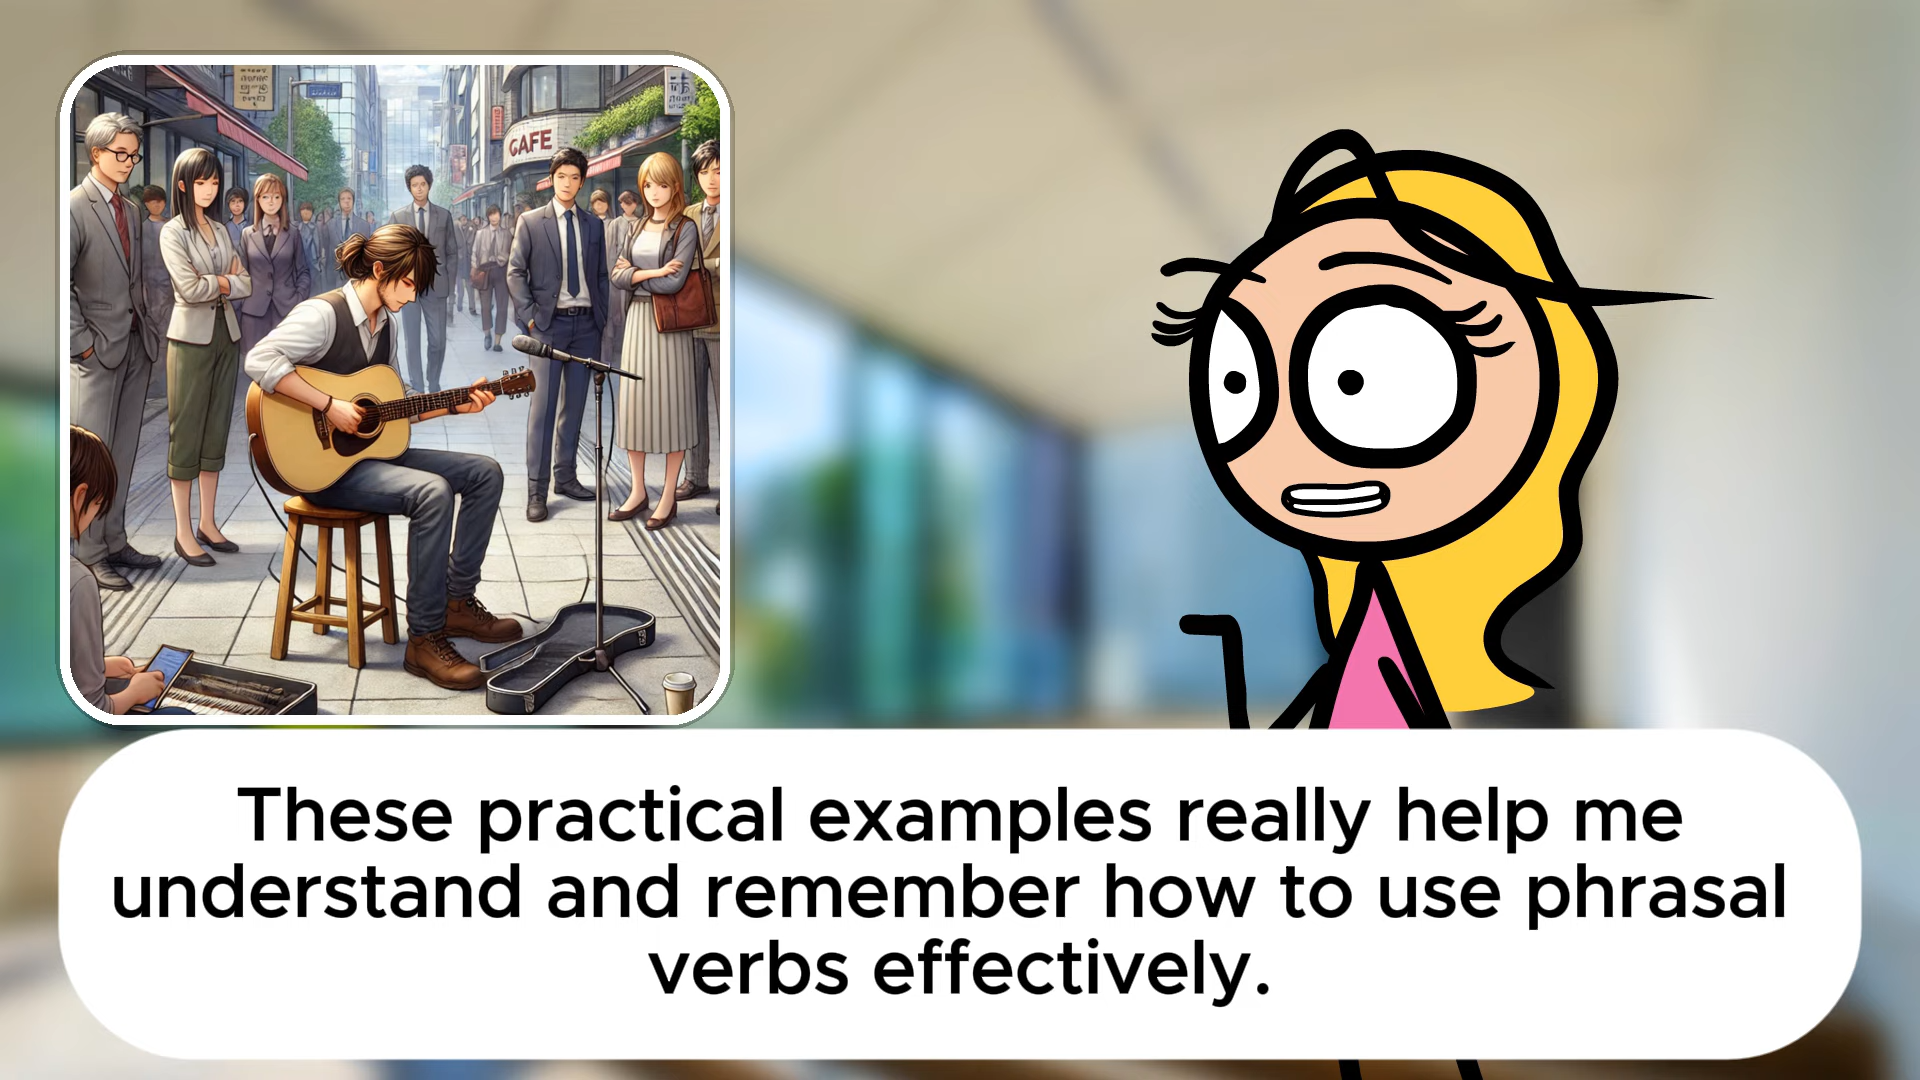 CAFE
These practical examples really help me
understand and remember how to use phrasal
verbs effectively.